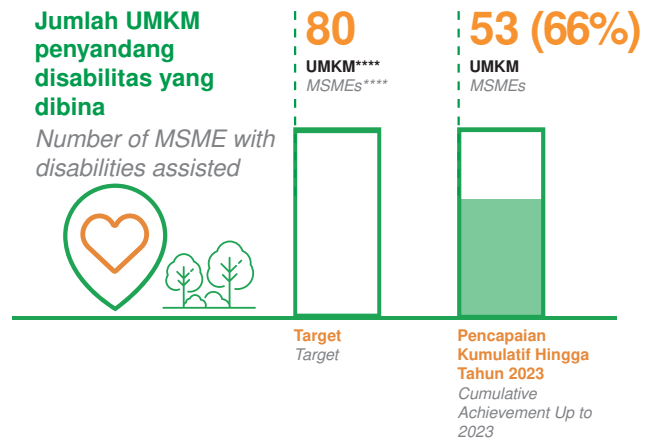 Jumlah UMKM
penyandang
disabilitas yang
dibina
Number of MSME with
disabilities assisted
80
UMKM****
MSMEs****
53 (66%)
UMKM
MSMEs
Target
Target
Pencapaian
Kumulatif Hingga
Tahun 2023
Cumulative
Achievement Up to
2023